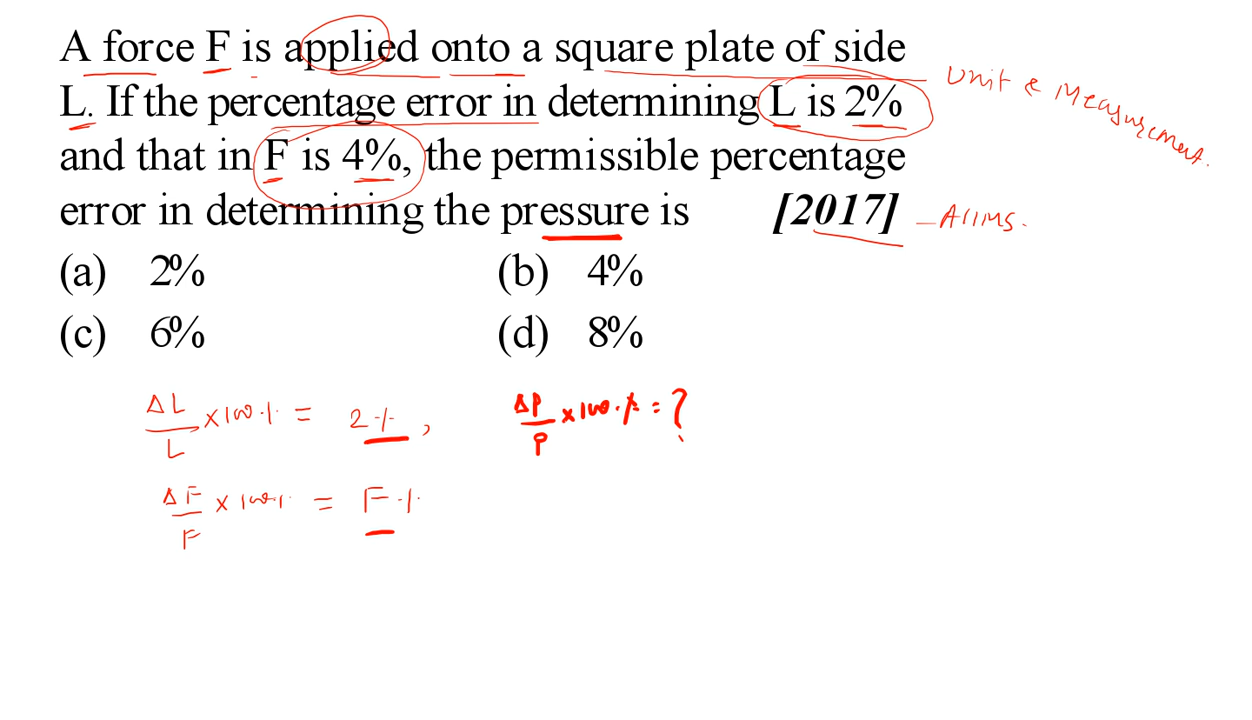 A force F is applied onto a square plate of side
L. If the percentage error in determining L is 2%
and that in F is 4%, the permissible percentage
error in determining the pressure is [2017]
Unit & Measurement.
– AIIMS.
(a) 2% (b) 4%
(c) 6% (d) 8%
ΔL/L × 100% = 2%, ΔP/P × 100% = ?
ΔF/F × 100% = F%